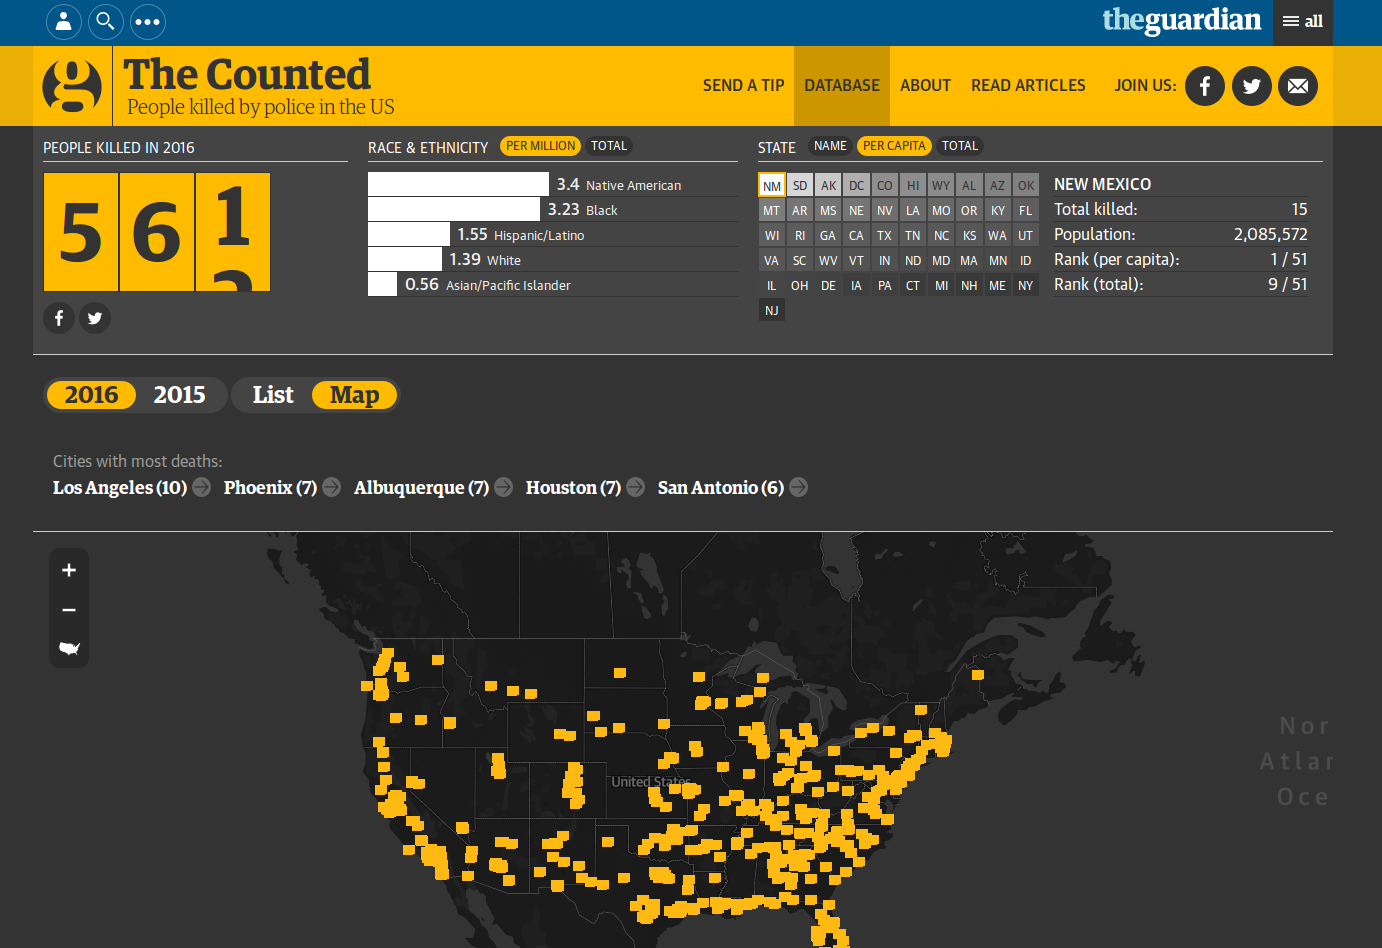 theguardian
all
The Counted
People killed by police in the US
SEND A TIP
DATABASE
ABOUT
READ ARTICLES
JOIN US:
PEOPLE KILLED IN 2016
5 6 1
RACE & ETHNICITY PER MILLION TOTAL
3.4 Native American
3.23 Black
1.55 Hispanic/Latino
1.39 White
0.56 Asian/Pacific Islander
STATE NAME PER CAPITA TOTAL
NM SD AK DC CO HI WY AL AZ OK
MT AR MS NE NV LA MO OR KY FL
WI RI GA CA TX TN NC KS WA UT
VA SC WV VT IN ND MD MA MN ID
IL OH DE IA PA CT MI NH ME NY
NJ
NEW MEXICO
Total killed: 15
Population: 2,085,572
Rank (per capita): 1 / 51
Rank (total): 9 / 51
2016 2015 List Map
Cities with most deaths:
Los Angeles (10) Phoenix (7) Albuquerque (7) Houston (7) San Antonio (6)
+
−
United States
Nor
Atlar
Oce